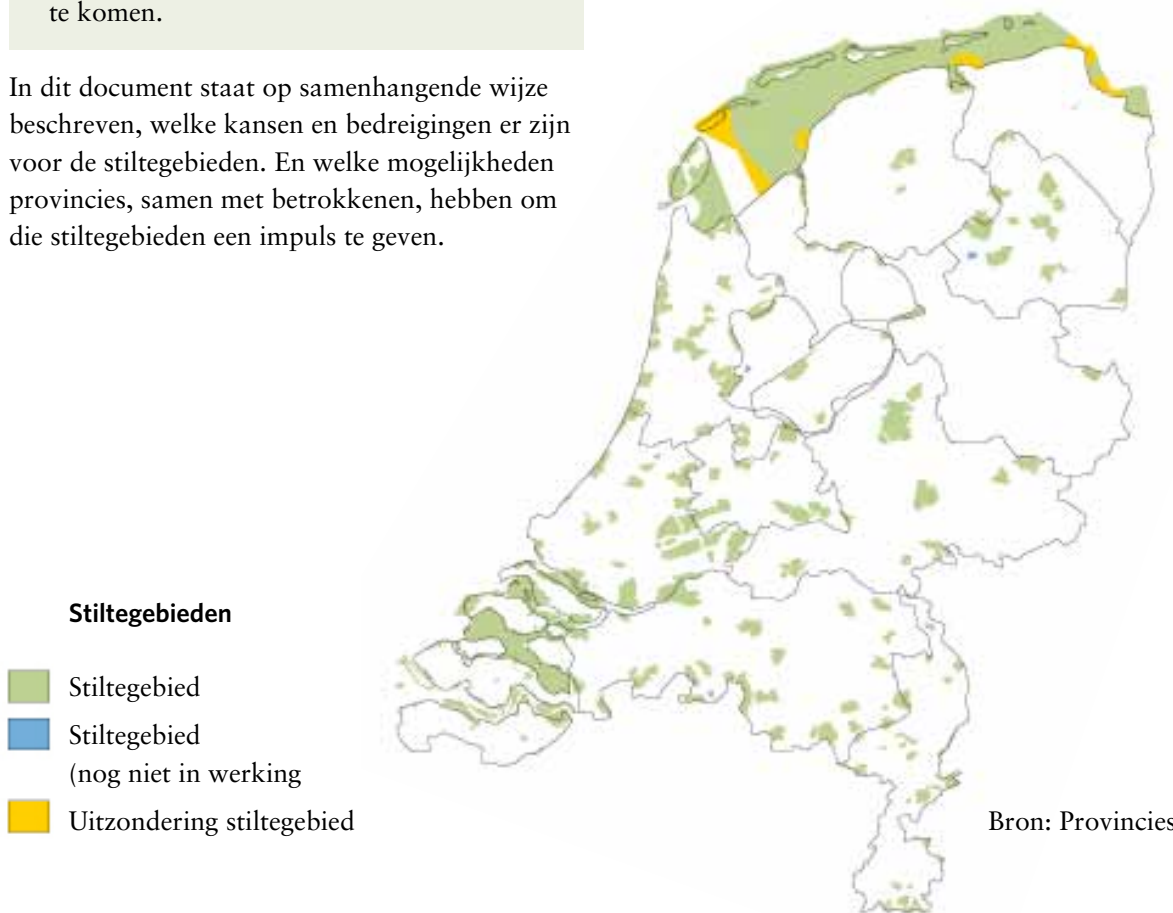 te komen.
In dit document staat op samenhangende wijze
beschreven, welke kansen en bedreigingen er zijn
voor de stiltegebieden. En welke mogelijkheden
provincies, samen met betrokkenen, hebben om
die stiltegebieden een impuls te geven.
Stiltegebieden
Stiltegebied
Stiltegebied
(nog niet in werking
Uitzondering stiltegebied
Bron: Provincies